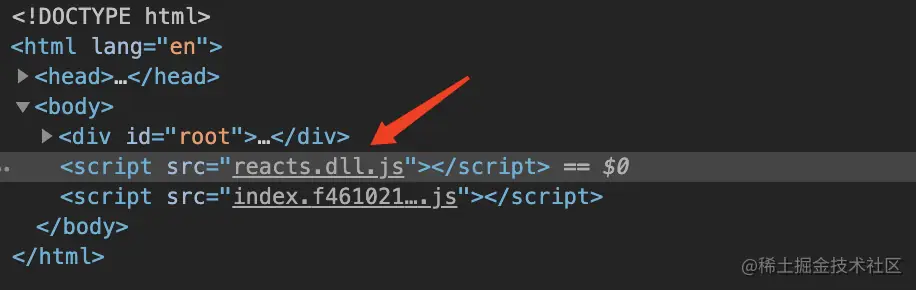 <!DOCTYPE html>
<html lang="en">
<head>…</head>
<body>
<div id="root">…</div>
<script src="reacts.dll.js"></script> == $0
<script src="index.f461021….js"></script>
</body>
</html>
@稀土掘金技术社区